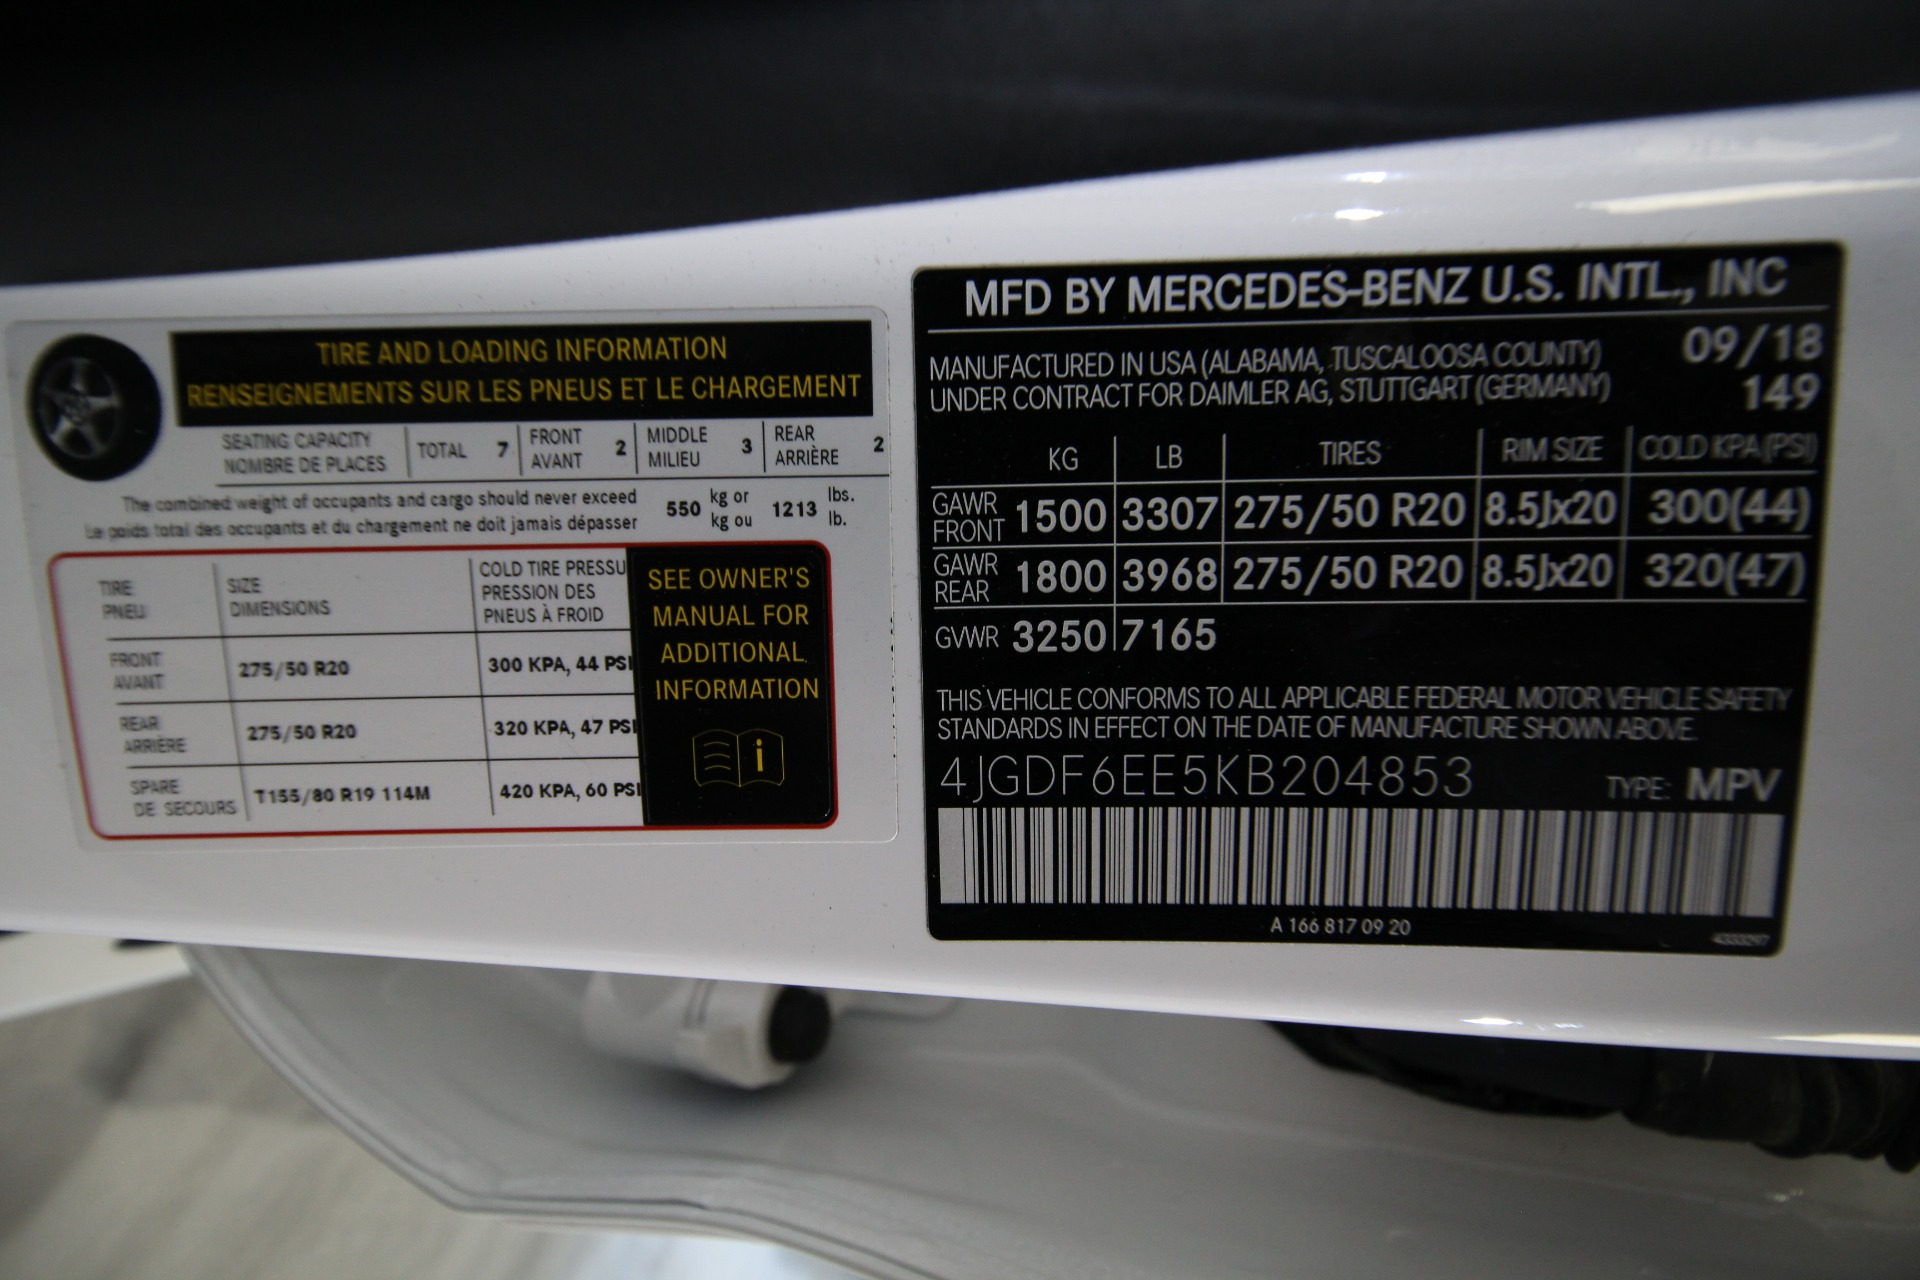 TIRE AND LOADING INFORMATION
RENSEIGNEMENTS SUR LES PNEUS ET LE CHARGEMENT
SEATING CAPACITY TOTAL 7 FRONT 2 MIDDLE 3 REAR 2
NOMBRE DE PLACES AVANT MILIEU ARRIÈRE
The combined weight of occupants and cargo should never exceed 550 kg or 1213 lbs.
Le poids total des occupants et du chargement ne doit jamais dépasser kg ou lb.
TIRE SIZE COLD TIRE PRESSU
PNEU DIMENSIONS PRESSION DES
PNEUS À FROID
FRONT 275/50 R20 300 KPA, 44 PSI
AVANT
REAR 275/50 R20 320 KPA, 47 PSI
ARRIÈRE
SPARE T155/80 R19 114M 420 KPA, 60 PSI
DE SECOURS
SEE OWNER'S
MANUAL FOR
ADDITIONAL
INFORMATION
i
MFD BY MERCEDES-BENZ U.S. INTL., INC
MANUFACTURED IN USA (ALABAMA, TUSCALOOSA COUNTY) 09/18
UNDER CONTRACT FOR DAIMLER AG, STUTTGART (GERMANY) 149
KG LB TIRES RIM SIZE COLD KPA (PSI)
GAWR FRONT 1500 3307 275/50 R20 8.5Jx20 300(44)
GAWR REAR 1800 3968 275/50 R20 8.5Jx20 320(47)
GVWR 3250 7165
THIS VEHICLE CONFORMS TO ALL APPLICABLE FEDERAL MOTOR VEHICLE SAFETY
STANDARDS IN EFFECT ON THE DATE OF MANUFACTURE SHOWN ABOVE.
4JGDF6EE5KB204853 TYPE: MPV
A 166 817 09 20